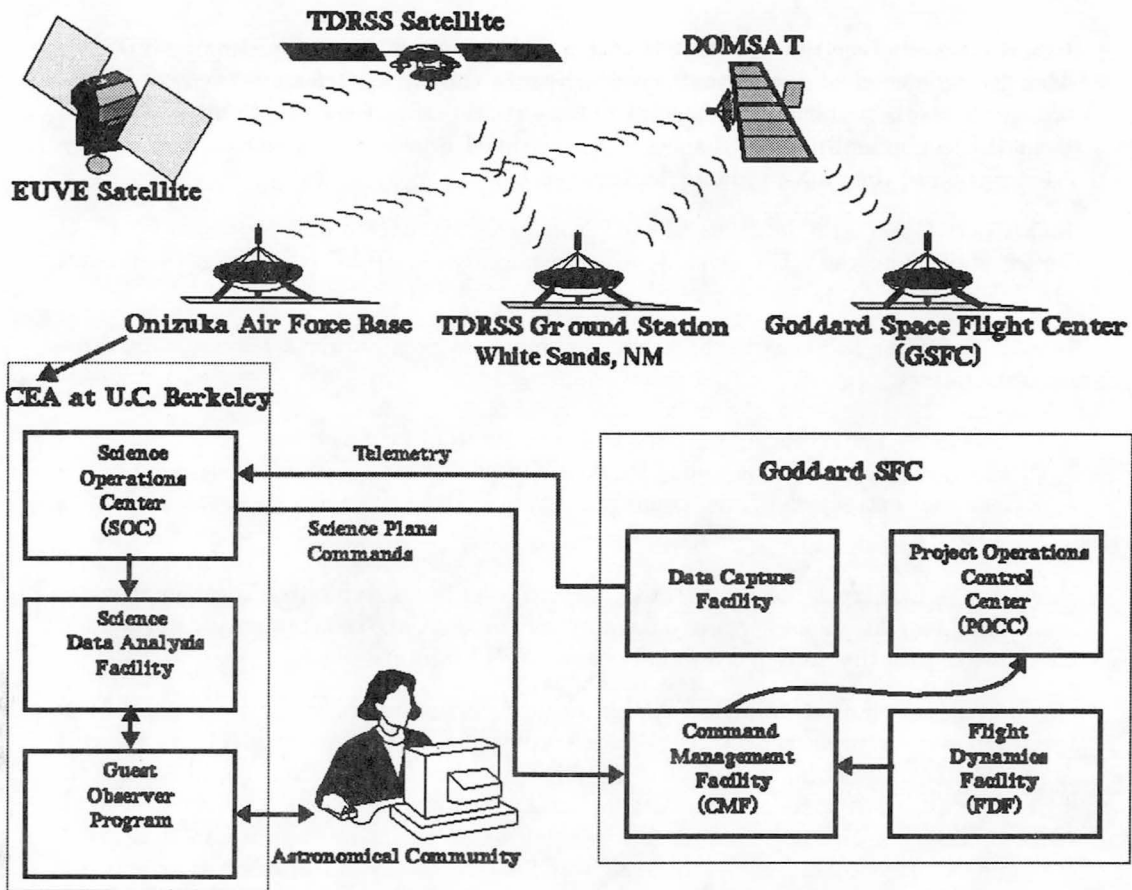 TDRSS Satellite
DOMSAT
EUVE Satellite
Onizuka Air Force Base
TDRSS Ground Station
White Sands, NM
Goddard Space Flight Center
(GSFC)
CEA at U.C. Berkeley
Science
Operations
Center
(SOC)
Science
Data Analysis
Facility
Guest
Observer
Program
Telemetry
Science Plans
Commands
Astronomical Community
Goddard SFC
Data Capture
Facility
Project Operations
Control
Center
(POCC)
Command
Management
Facility
(CMF)
Flight
Dynamics
Facility
(FDF)